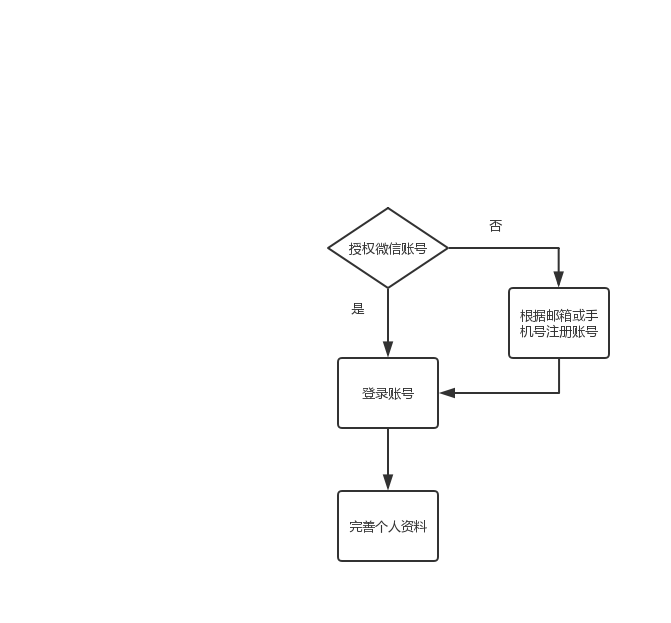 否
授权微信账号
是
根据邮箱或手
机号注册账号
登录账号
完善个人资料